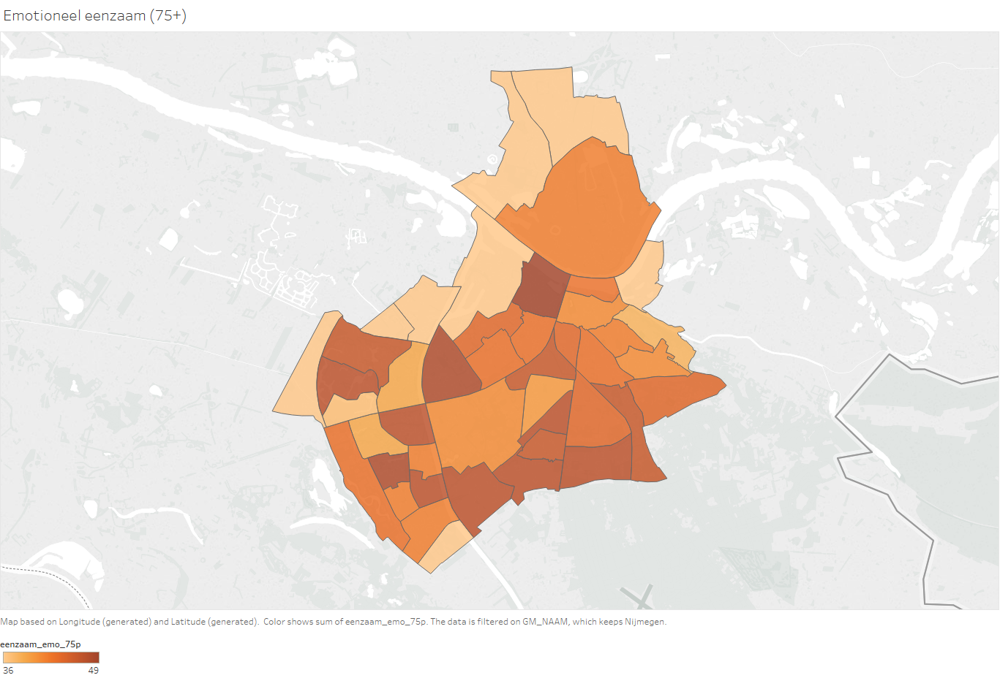 Emotioneel eenzaam (75+)
Map based on Longitude (generated) and Latitude (generated).  Color shows sum of eenzaam_emo_75p. The data is filtered on GM_NAAM, which keeps Nijmegen.
eenzaam_emo_75p
36 49